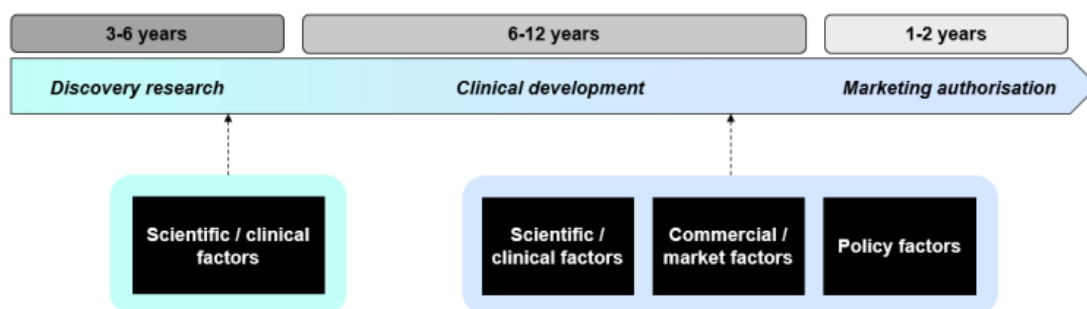 3-6 years
6-12 years
1-2 years
Discovery research
Clinical development
Marketing authorisation
Scientific / clinical
factors
Scientific /
clinical factors
Commercial /
market factors
Policy factors